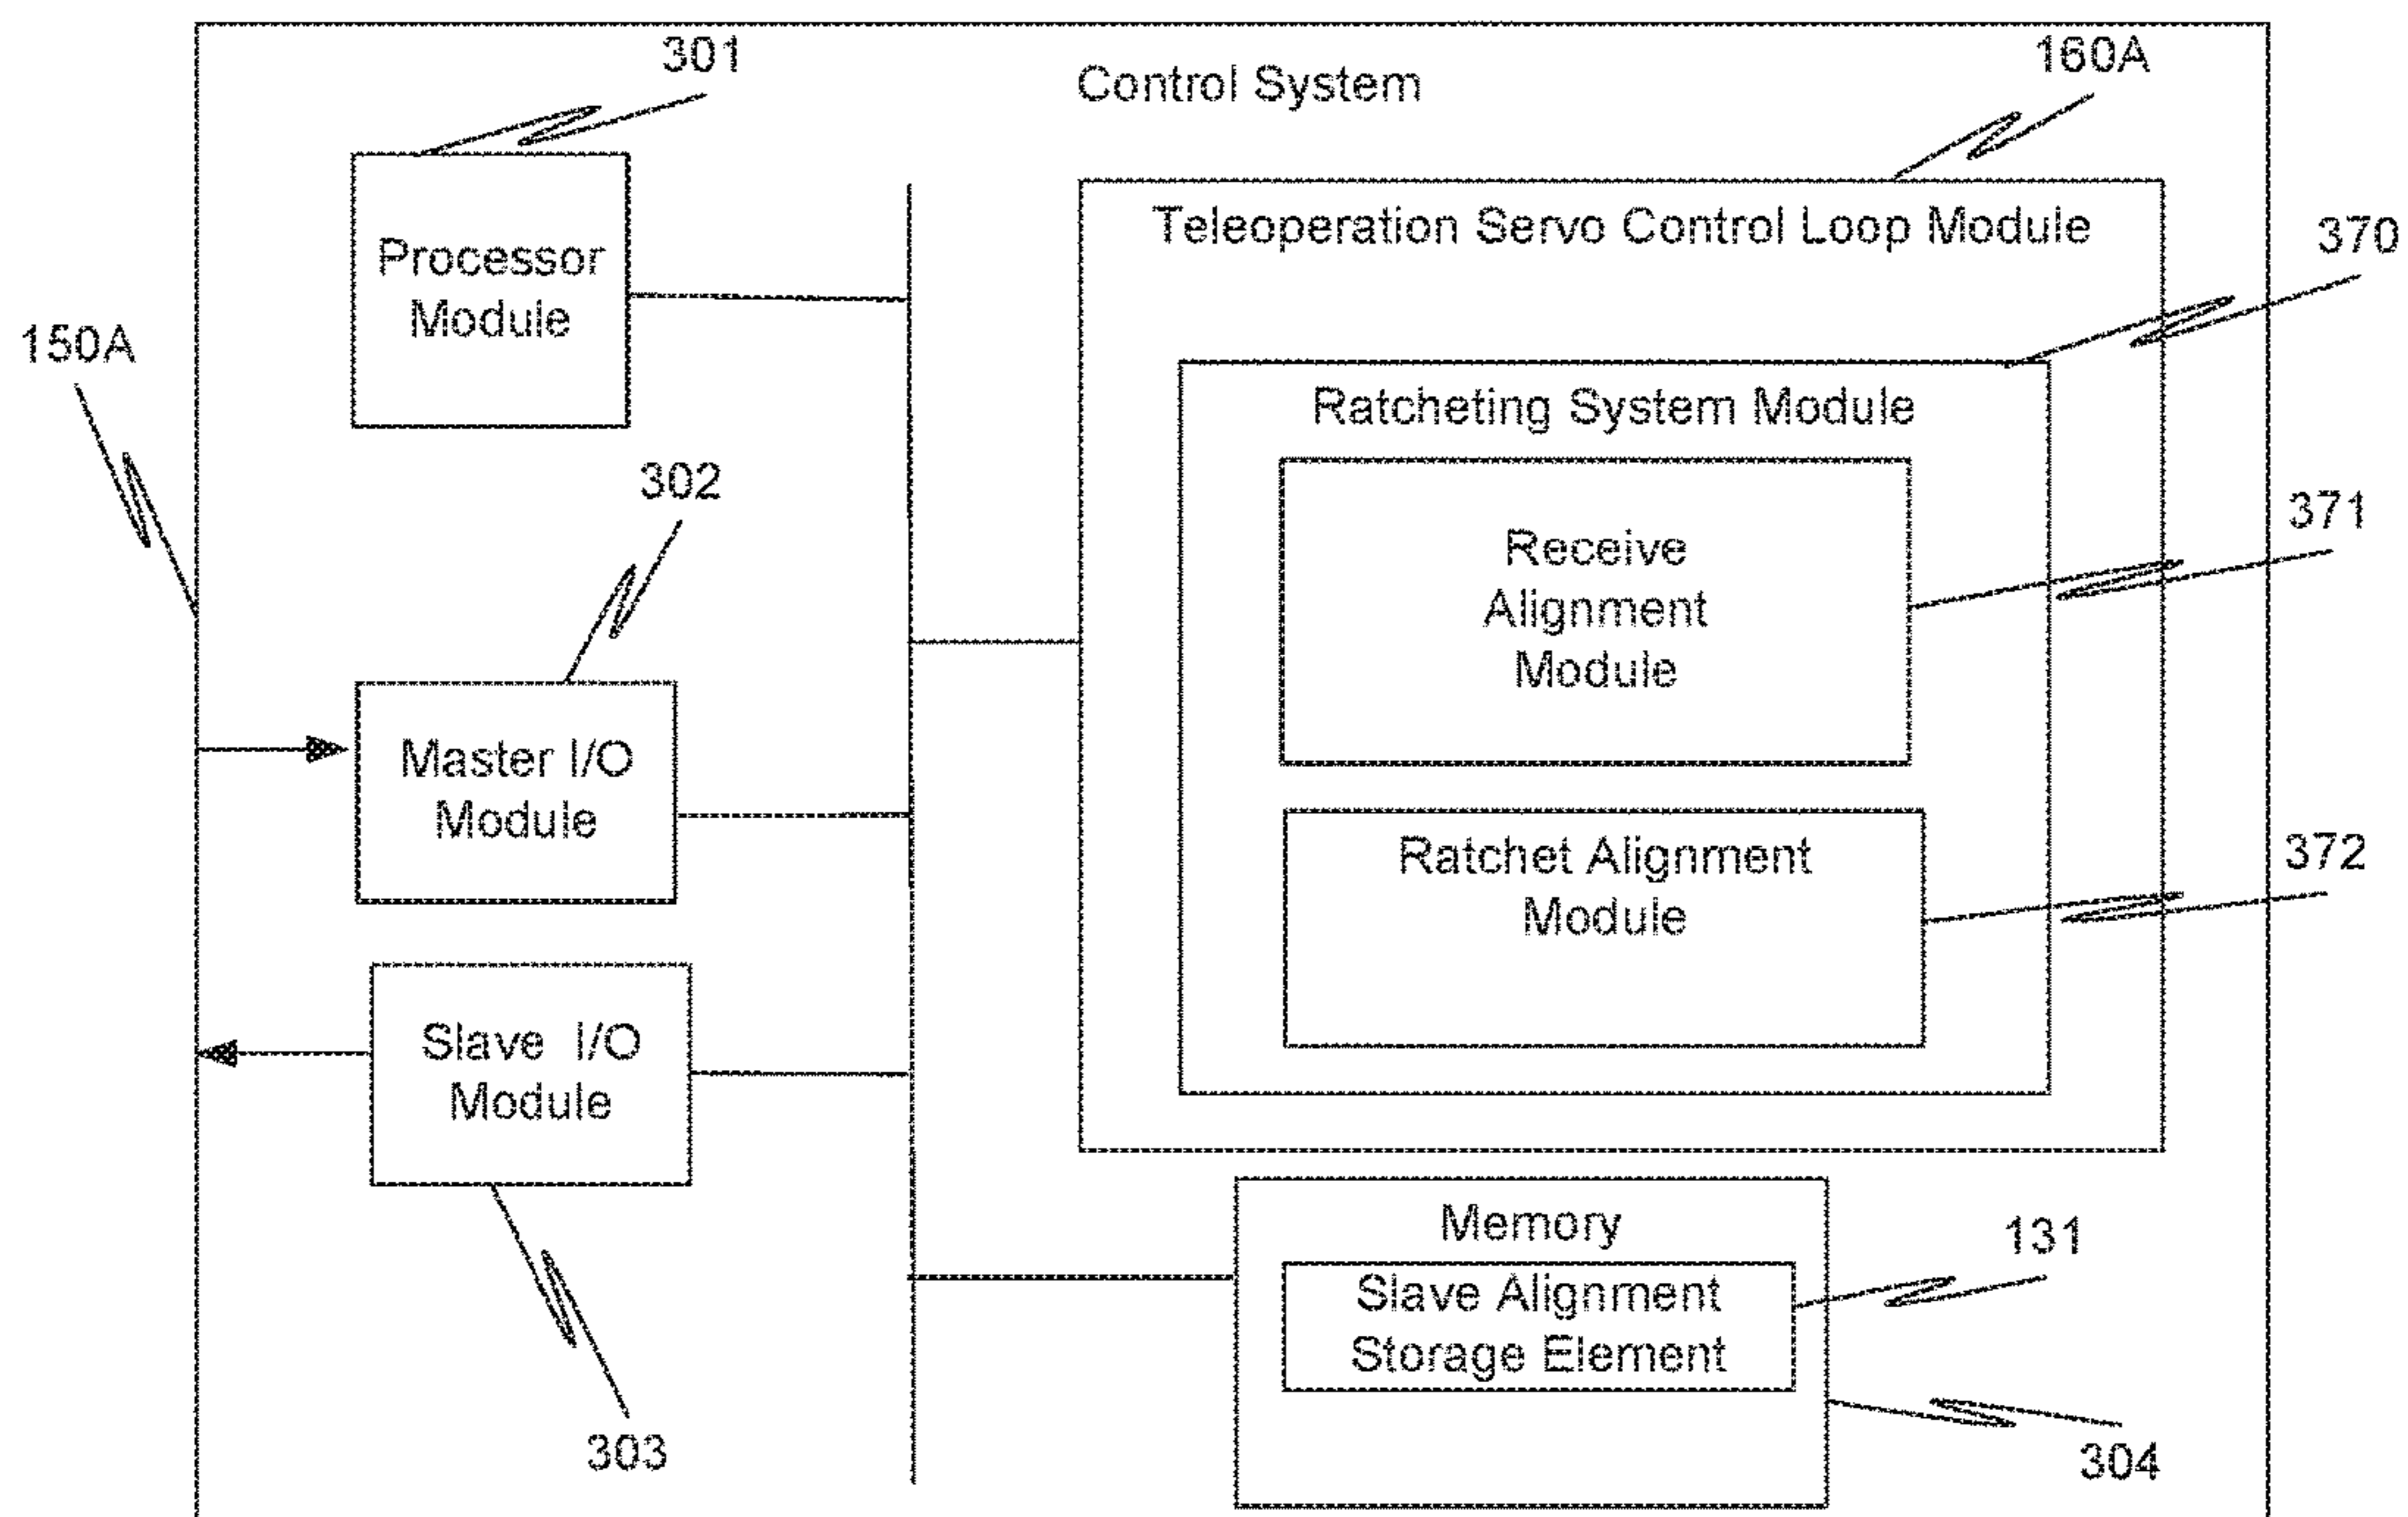 301
Control System
160A
Processor
Module
Teleoperation Servo Control Loop Module
370
150A
Ratcheting System Module
302
Receive
Alignment
Module
371
Master I/O
Module
Ratchet Alignment
Module
372
Slave I/O
Module
Memory
131
Slave Alignment
Storage Element
303
304